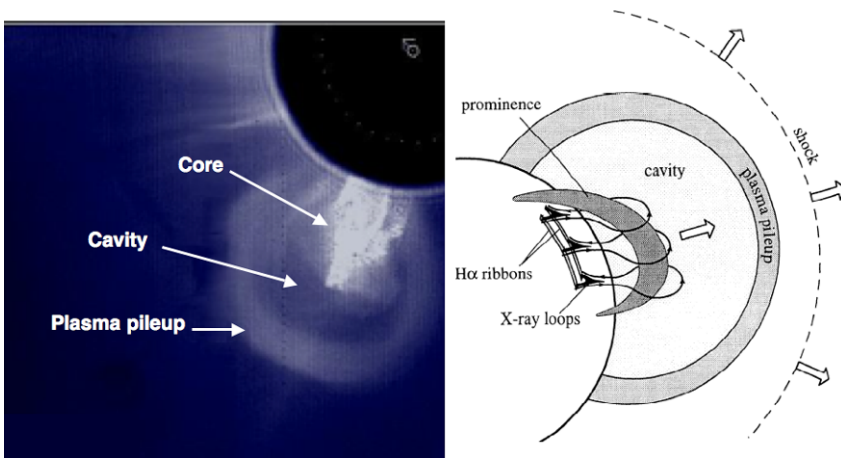 Core
Cavity
Plasma pileup
prominence
cavity
shock
plasma pileup
Hα ribbons
X-ray loops